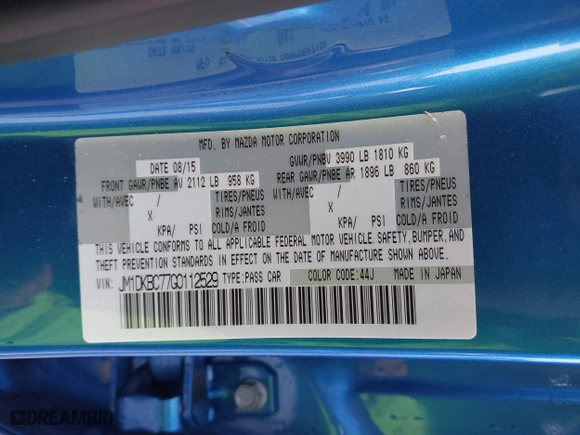 MFD. BY MAZDA MOTOR CORPORATION
DATE 08/15
GVWR/PNBV 3990 LB 1810 KG
FRONT GAWR/PNBE AV 2112 LB 958 KG
REAR GAWR/PNBE AR 1896 LB 860 KG
WITH/AVEC / TIRES/PNEUS
X RIMS/JANTES
KPA/ PSI COLD/A FROID
WITH/AVEC / TIRES/PNEUS
X RIMS/JANTES
KPA/ PSI COLD/A FROID
THIS VEHICLE CONFORMS TO ALL APPLICABLE FEDERAL MOTOR VEHICLE SAFETY, BUMPER, AND
THEFT PREVENTION STANDARDS IN EFFECT ON THE DATE OF MANUFACTURE SHOWN ABOVE.
VIN: JM1DKBC77G0112529 TYPE: PASS CAR COLOR CODE: 44J MADE IN JAPAN
DREAMBID